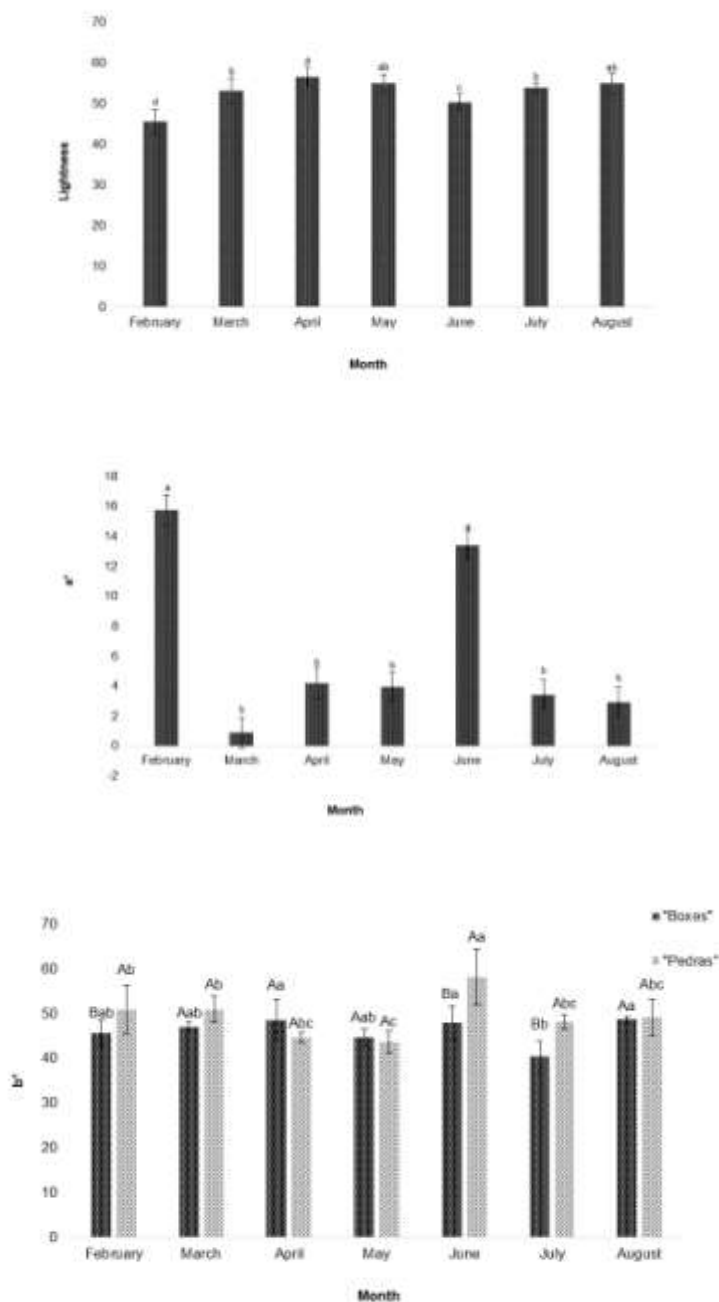 70
60
50
40
30
20
10
0
Lightness
d b ab c b ab
February March April May June July August
Month
18
16
14
12
10
8
6
4
2
0
-2
a*
a b b b b
February March April May June July August
Month
70
60
50
40
30
20
10
0
b*
"Boxes"
"Pedras"
Bab Ab Aab Ab Aa Abc Aab Ac Ba Aa Bb Abc Aa Abc
February March April May June July August
Month